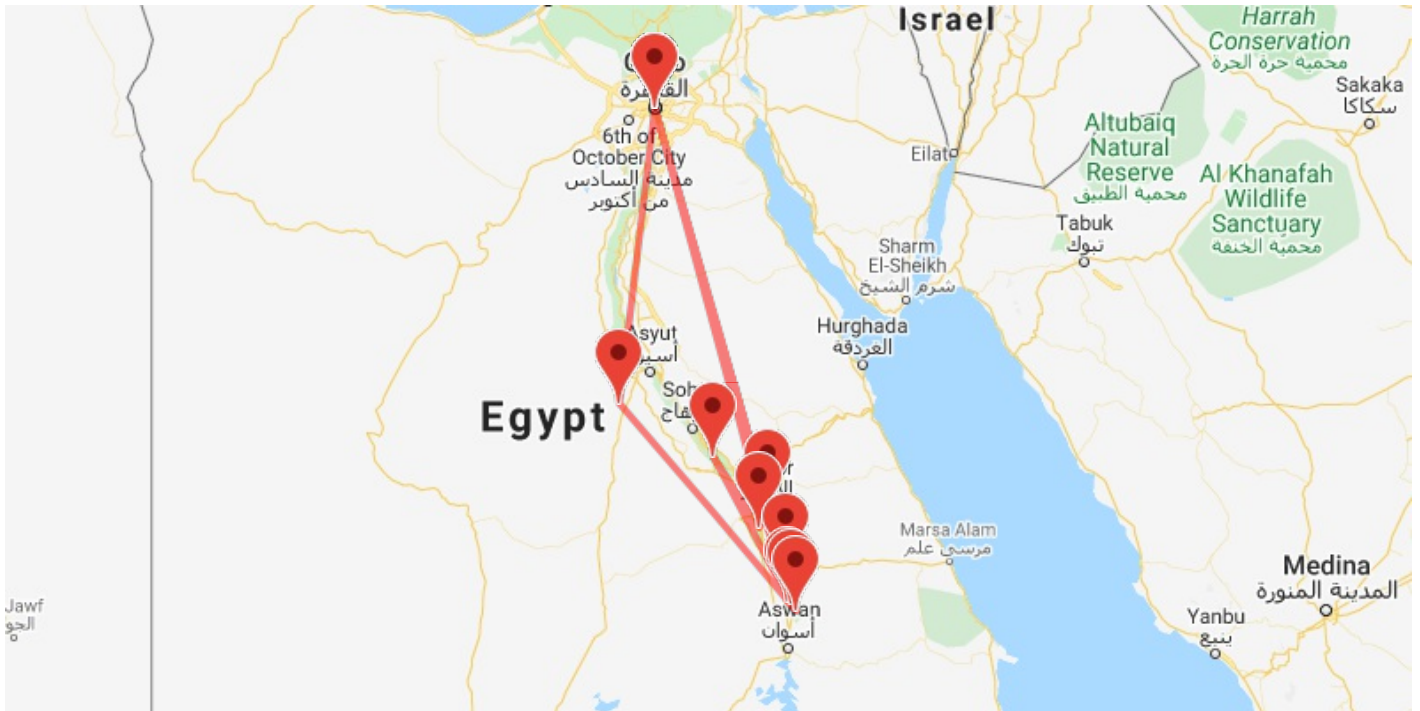 Israel
Harrah
Conservation
محمية حرة الحرة
Sakaka
سكاكا
6th of
October City
مدينة السادس
من أكتوبر
Eilat
Altubaiq
Natural
Reserve
محمية الطبيق
Al Khanafah
Wildlife
Sanctuary
محمية الخنفة
Tabuk
تبوك
Sharm
El-Sheikh
شرم الشيخ
Hurghada
الغردقة
Asyut
Egypt
Marsa Alam
مرسى علم
Medina
المدينة المنورة
Yanbu
ينبع
Aswan
أسوان
Jawf